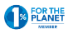 1%
FOR THE
PLANET
MEMBER